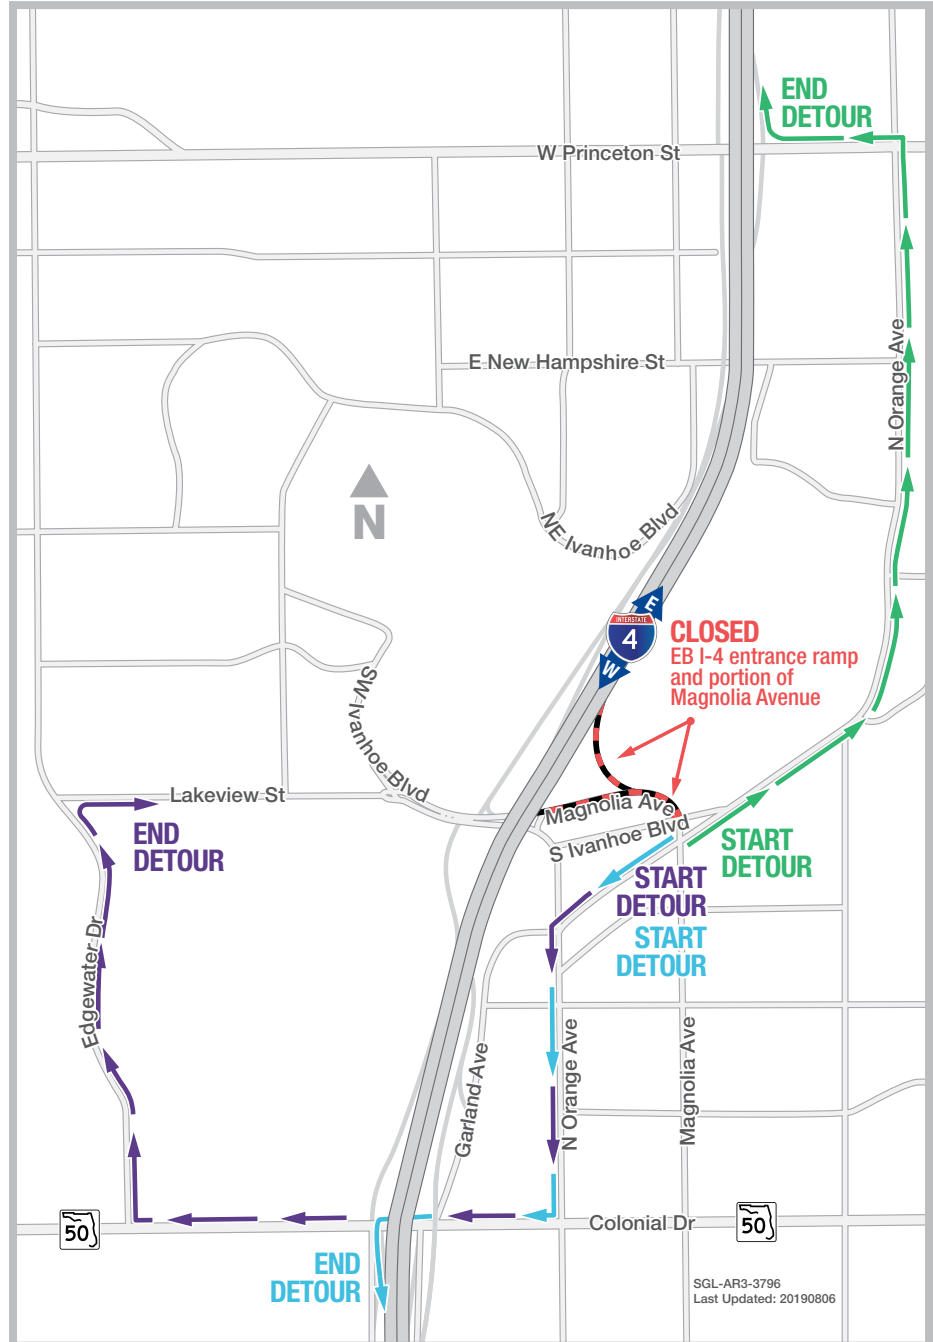 END
DETOUR
W Princeton St
N Orange Ave
E New Hampshire St
N
NE Ivanhoe Blvd
E
INTERSTATE
4
W
CLOSED
EB I-4 entrance ramp
and portion of
Magnolia Avenue
SW Ivanhoe Blvd
Lakeview St
Magnolia Ave
S Ivanhoe Blvd
END
DETOUR
START
DETOUR
START
DETOUR
START
DETOUR
Edgewater Dr
Garland Ave
N Orange Ave
Magnolia Ave
50
Colonial Dr
50
END
DETOUR
SGL-AR3-3796
Last Updated: 20190806